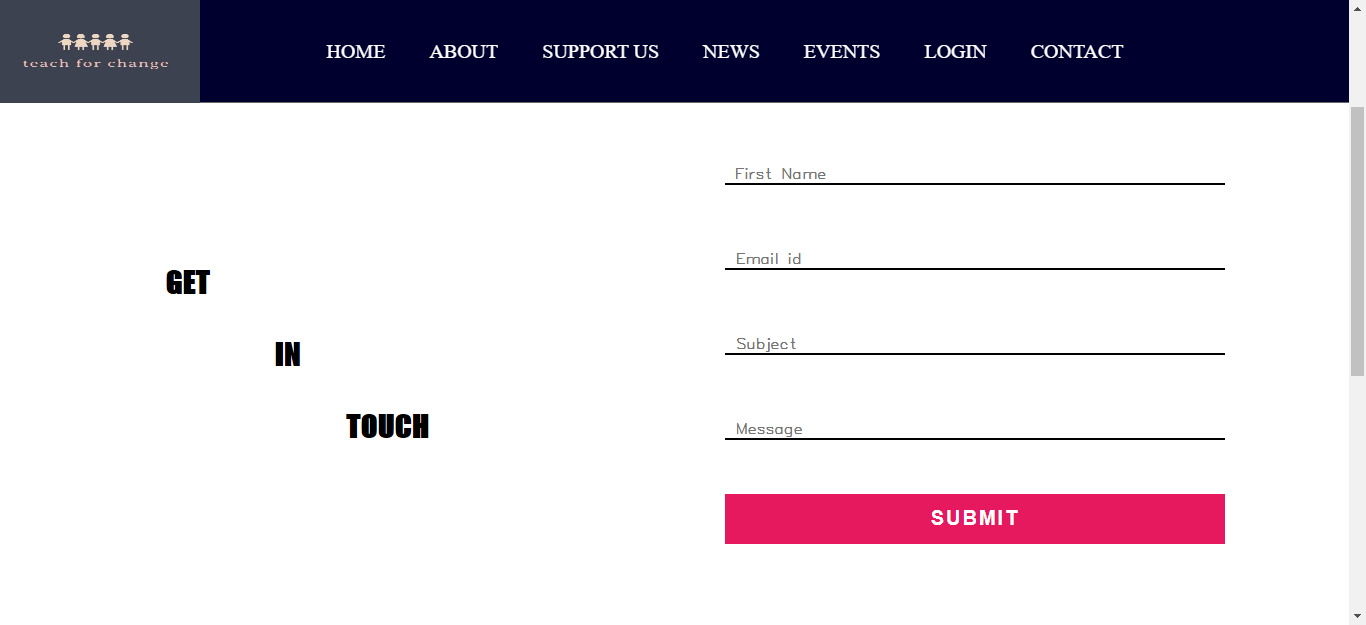 teach for change
HOME ABOUT SUPPORT US NEWS EVENTS LOGIN CONTACT
GET
IN
TOUCH
First Name
Email id
Subject
Message
SUBMIT